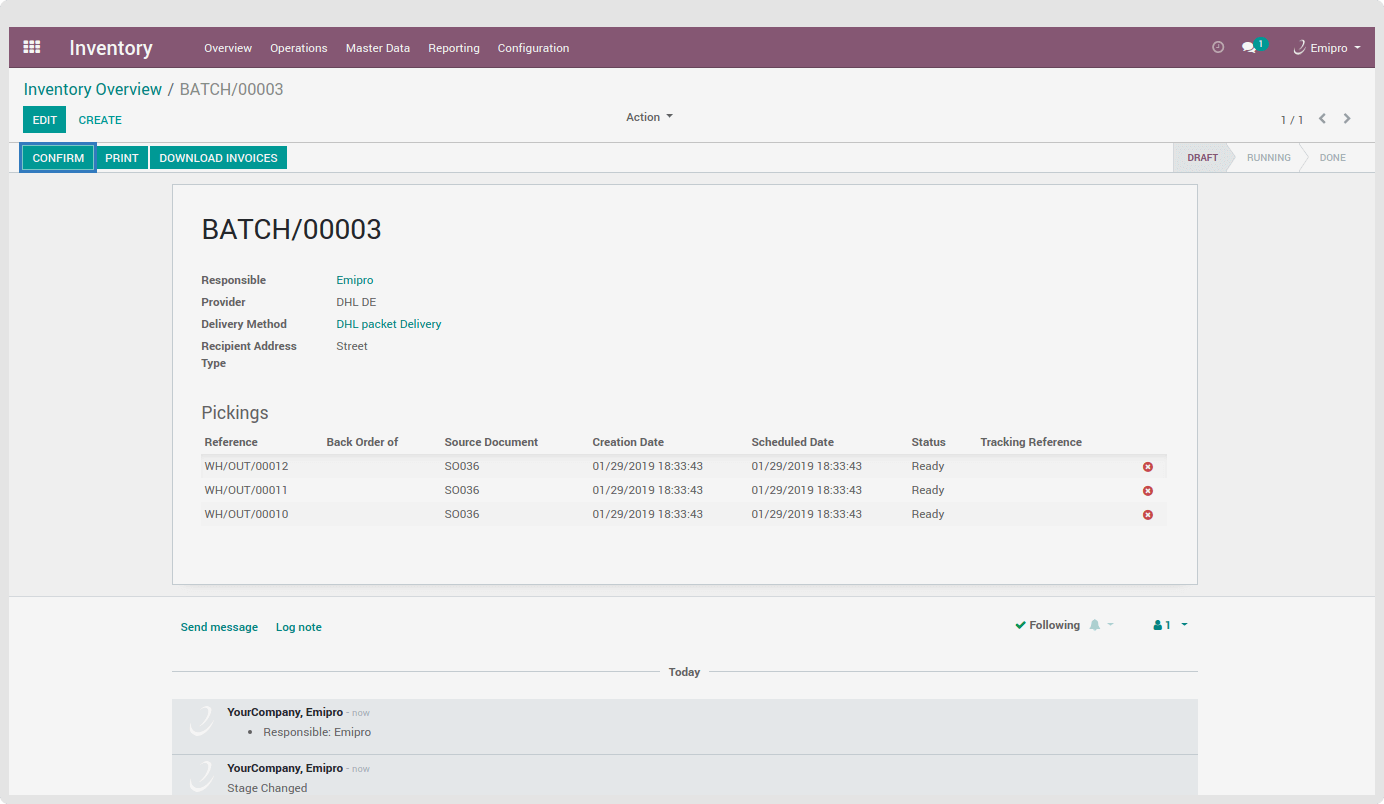 Inventory Overview Operations Master Data Reporting Configuration 1 Emipro
Inventory Overview / BATCH/00003
EDIT CREATE Action 1 / 1
CONFIRM PRINT DOWNLOAD INVOICES DRAFT RUNNING DONE
BATCH/00003
Responsible Emipro
Provider DHL DE
Delivery Method DHL packet Delivery
Recipient Address Street
Type
Pickings
Reference Back Order of Source Document Creation Date Scheduled Date Status Tracking Reference
WH/OUT/00012 SO036 01/29/2019 18:33:43 01/29/2019 18:33:43 Ready
WH/OUT/00011 SO036 01/29/2019 18:33:43 01/29/2019 18:33:43 Ready
WH/OUT/00010 SO036 01/29/2019 18:33:43 01/29/2019 18:33:43 Ready
Send message Log note Following 1
Today
YourCompany, Emipro - now
• Responsible: Emipro
YourCompany, Emipro - now
Stage Changed